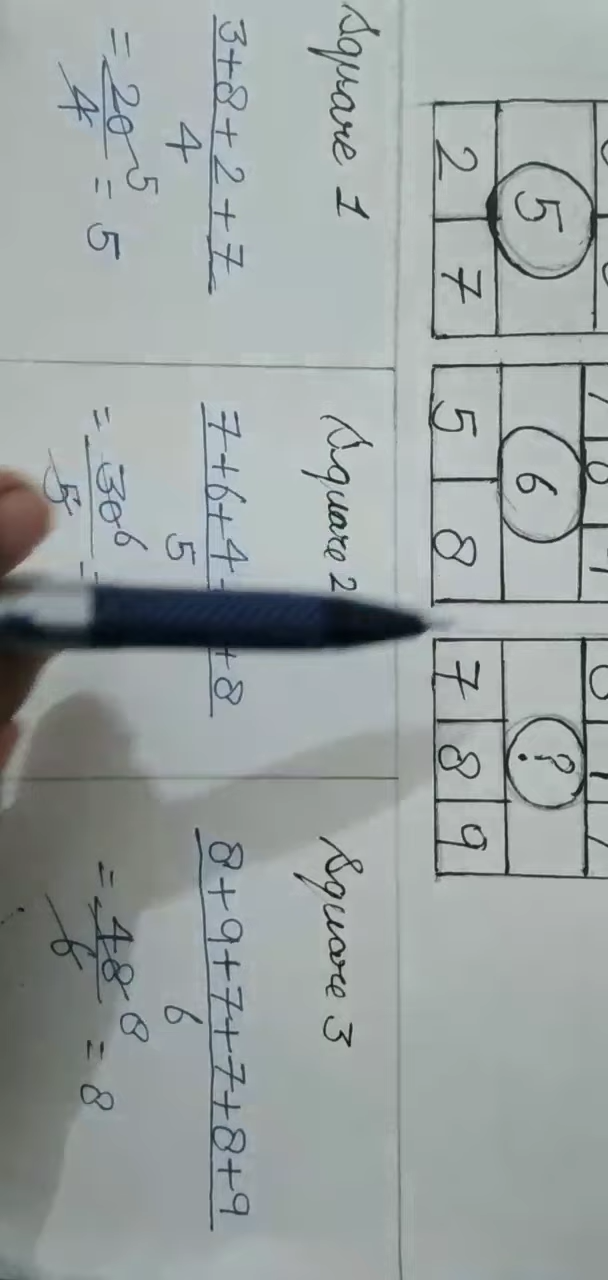 5 6 ?
2 7 5 8 7 8 9
Square 1
3+8+2+7
4
= 20 5
4
= 5
Square 2
7+6+4 +8
5
= 30 6
5
=
Square 3
8+9+7+7+8+9
6
= 48 8
6
= 8